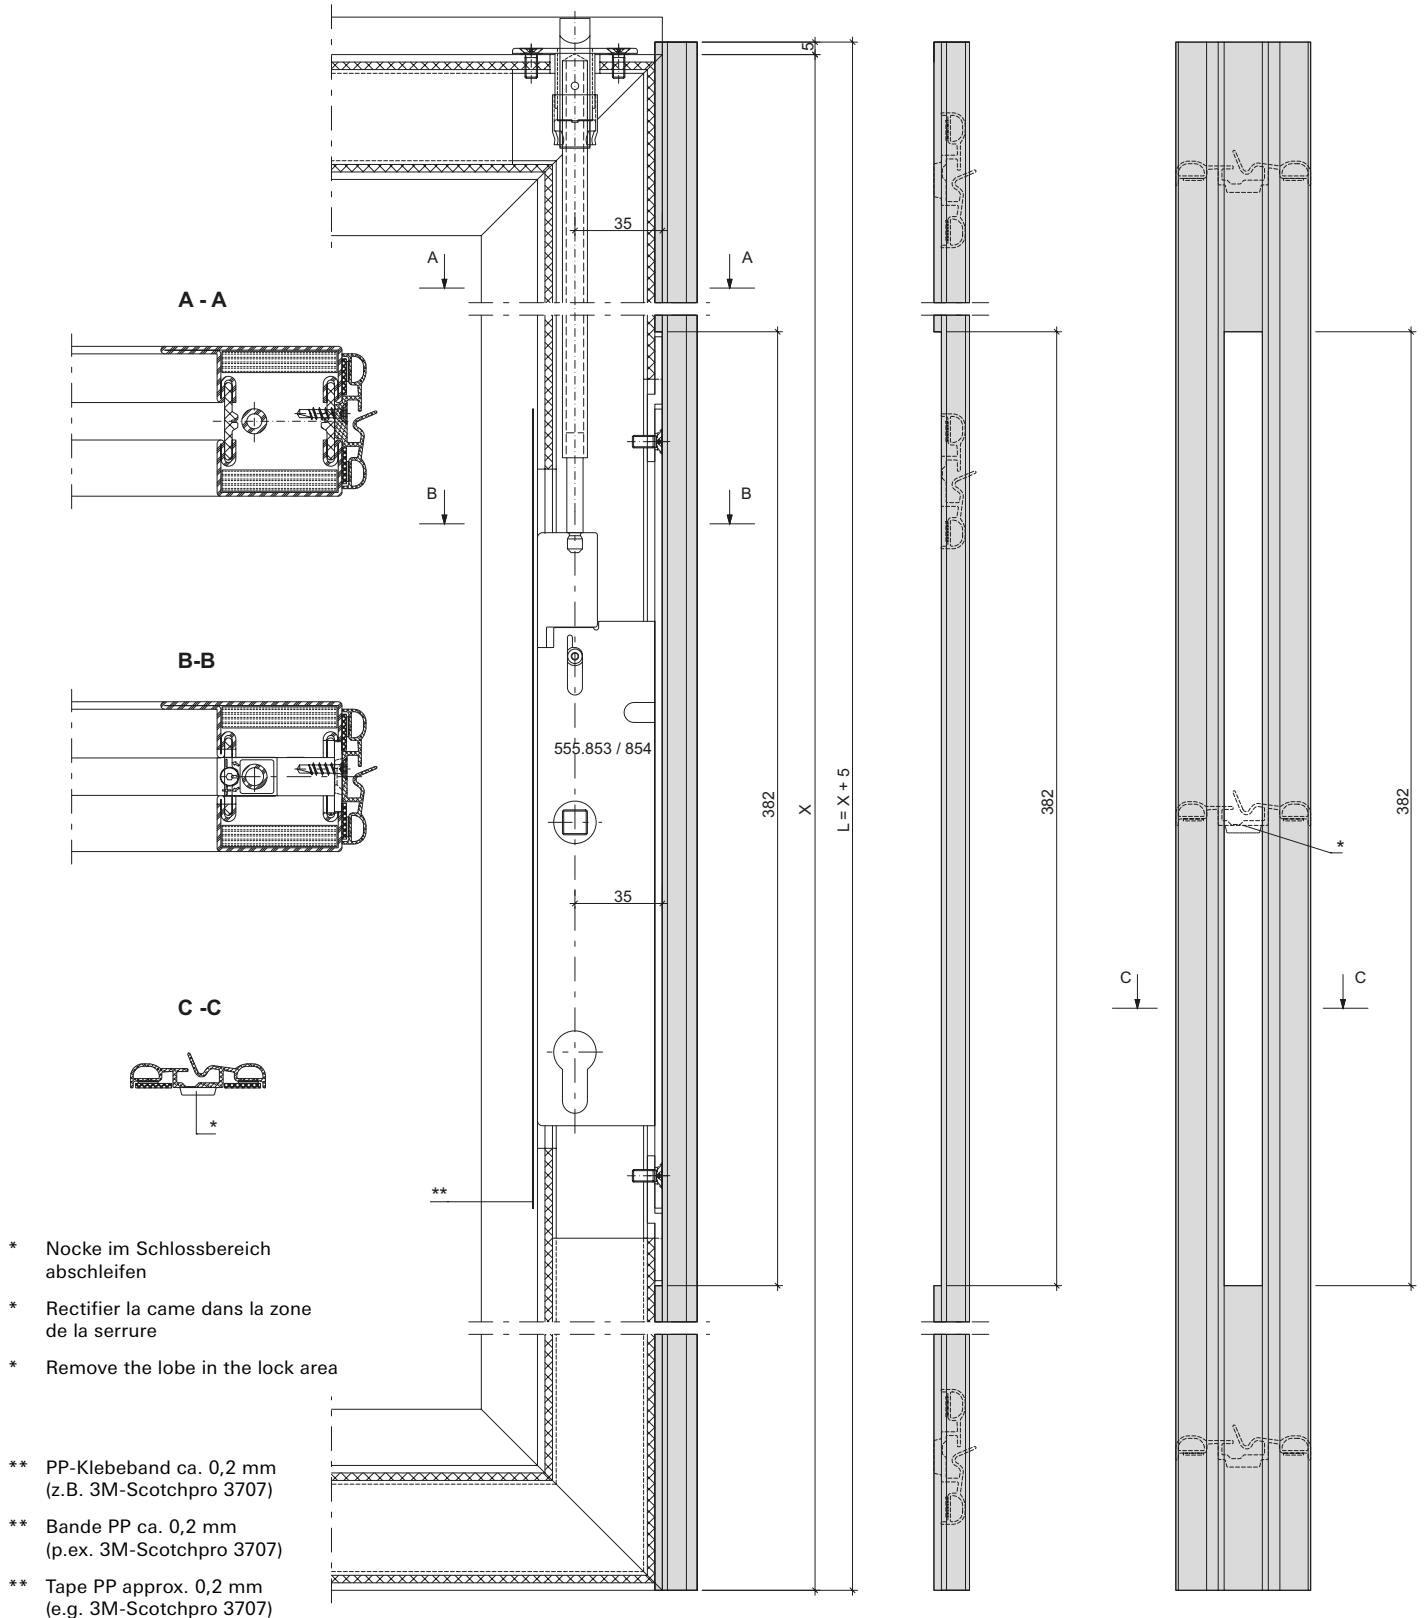 5
35
A
A
A - A
B
B
B-B
555.853 / 854
382
X
L = X + 5
382
382
*
35
C
C
C -C
*
**
* Nocke im Schlossbereich
abschleifen
* Rectifier la came dans la zone
de la serrure
* Remove the lobe in the lock area
** PP-Klebeband ca. 0,2 mm
(z.B. 3M-Scotchpro 3707)
** Bande PP ca. 0,2 mm
(p.ex. 3M-Scotchpro 3707)
** Tape PP approx. 0,2 mm
(e.g. 3M-Scotchpro 3707)